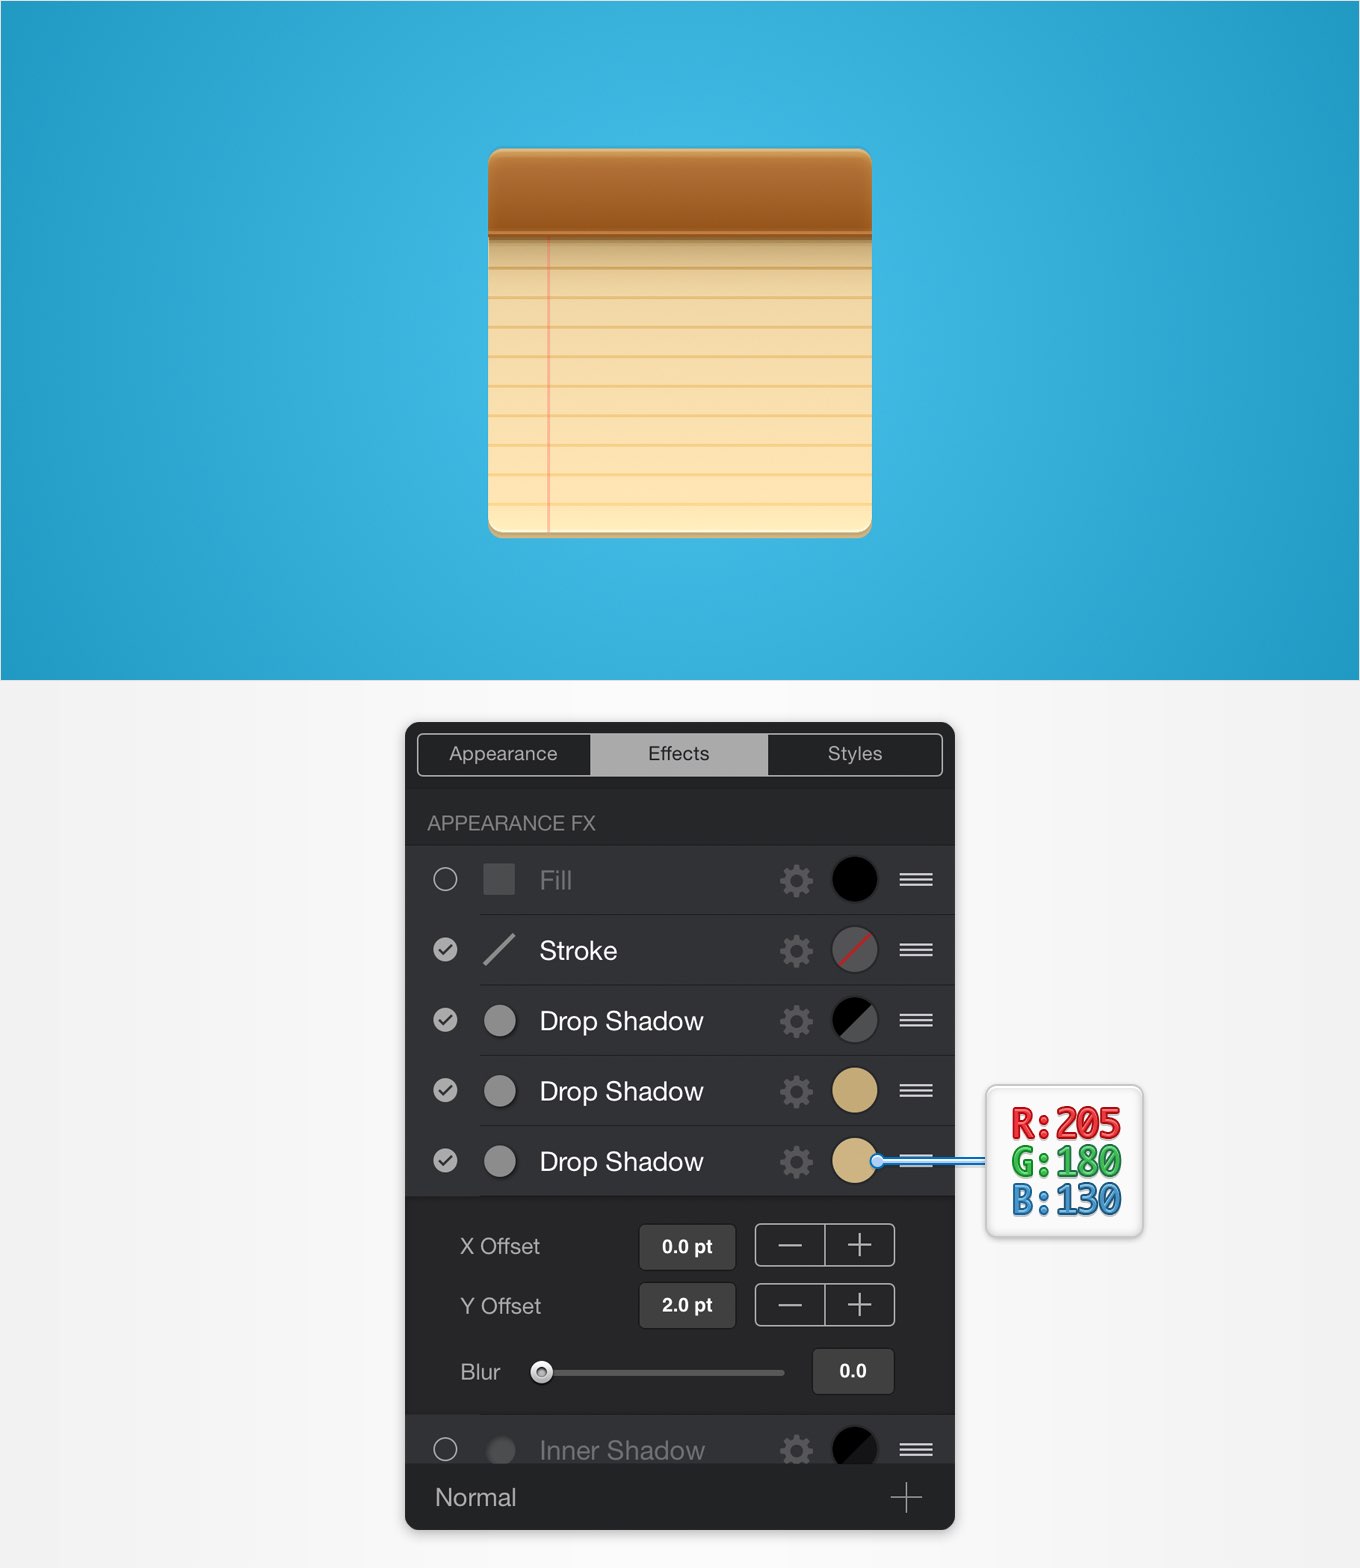 Appearance Effects Styles
APPEARANCE FX
Fill
Stroke
Drop Shadow
Drop Shadow
Drop Shadow
R:205
G:180
B:130
X Offset 0.0 pt
Y Offset 2.0 pt
Blur 0.0
Inner Shadow
Normal